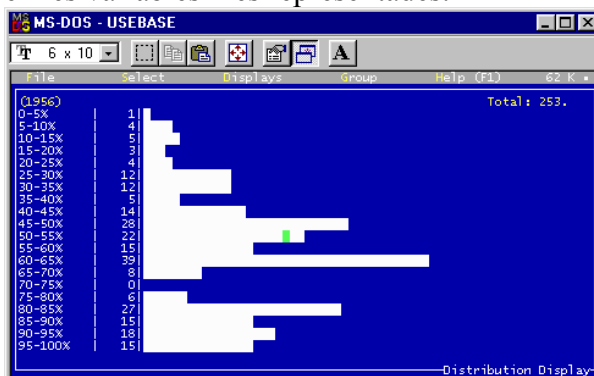 MS-DOS - USEBASE
6 x 10
A
File Select Displays Group Help (F1) 62 K
(1956) Total: 253.
0-5% | 1|
5-10% | 4|
10-15% | 5|
15-20% | 3|
20-25% | 4|
25-30% | 12|
30-35% | 12|
35-40% | 5|
40-45% | 14|
45-50% | 28|
50-55% | 22|
55-60% | 15|
60-65% | 39|
65-70% | 8|
70-75% | 0|
75-80% | 6|
80-85% | 27|
85-90% | 15|
90-95% | 18|
95-100% | 15|
Distribution Display